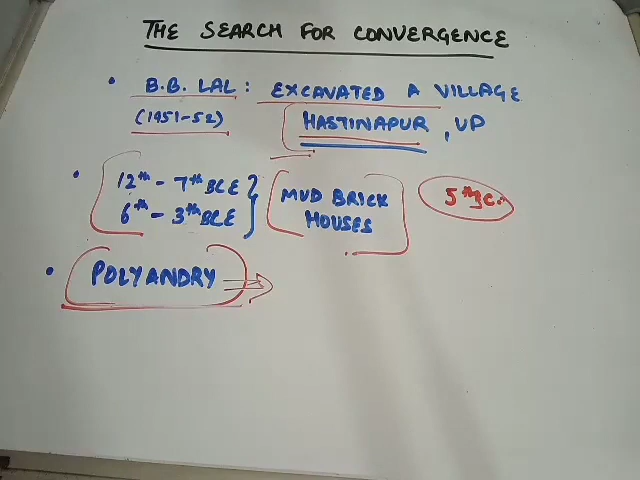 THE SEARCH FOR CONVERGENCE
• B.B. LAL: EXCAVATED A VILLAGE
(1951-52) HASTINAPUR, UP
• 12th - 7th BCE
6th - 3rd BCE
MUD BRICK
HOUSES
5th
• POLYANDRY